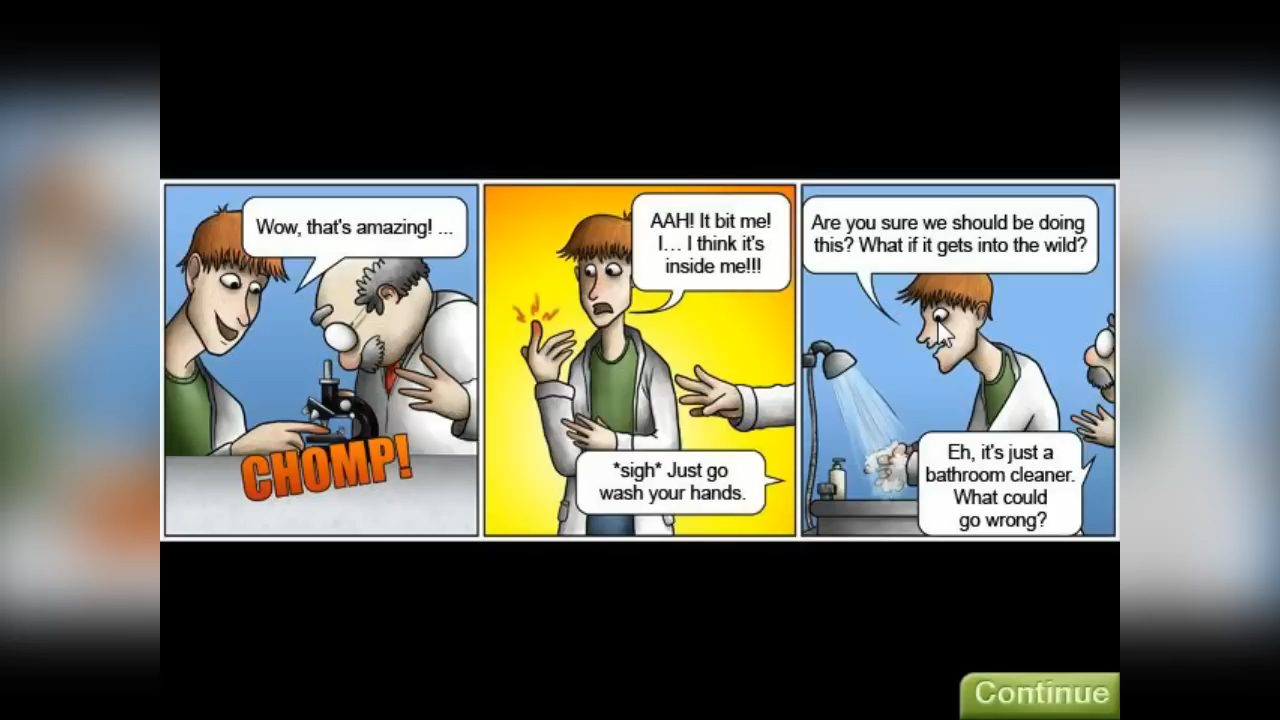 Wow, that's amazing! ...
CHOMP!
AAH! It bit me!
I... I think it's
inside me!!!
*sigh* Just go
wash your hands.
Are you sure we should be doing
this? What if it gets into the wild?
Eh, it's just a
bathroom cleaner.
What could
go wrong?
Continue